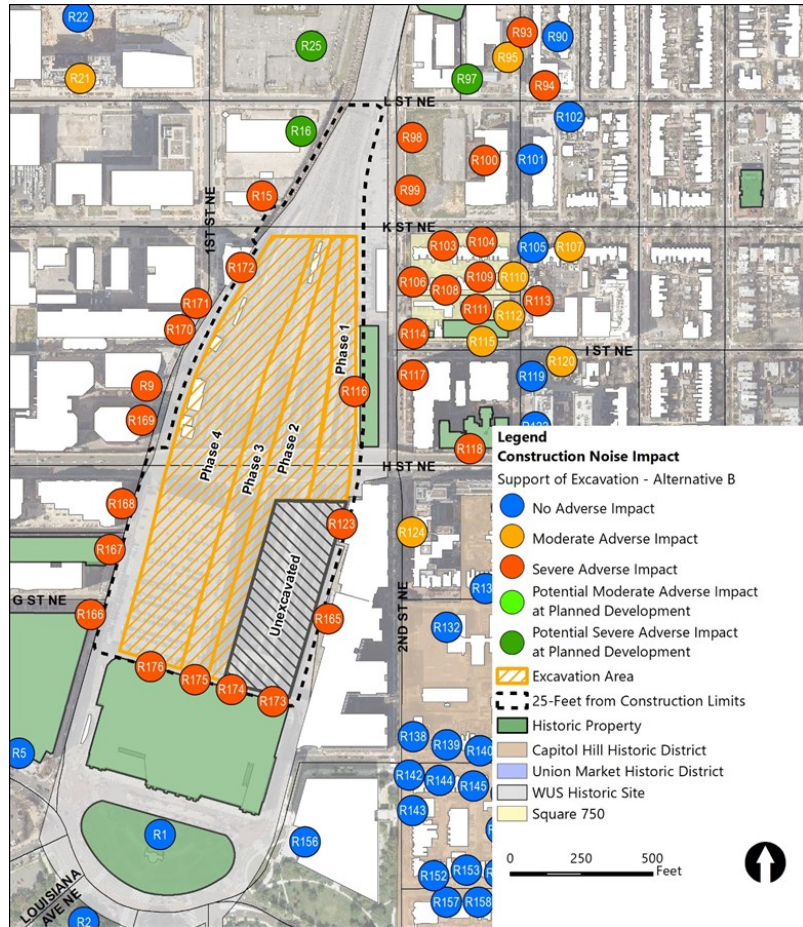 R22
R25
R93
R90
R95
R21
R97
R94
L ST NE
R102
R16
R98
R100
R101
R99
R15
1ST ST NE
K ST NE
R103
R104
R105
R107
R172
R106
R108
R109
R110
R113
R171
R170
R111
R112
R114
R115
I ST NE
Phase 1
R116
R117
R119
R120
R9
R169
Phase 4
Phase 3
Phase 2
R118
H ST NE
R168
R123
R124
R167
Unexcavated
2ND ST NE
G ST NE
R166
R165
R132
R176
R175
R174
R173
R138
R139
R140
R5
R142
R144
R145
R143
R1
R156
R152
R153
R157
R158
LOUISIANA
AVE NE
R2
Legend
Construction Noise Impact
Support of Excavation - Alternative B
No Adverse Impact
Moderate Adverse Impact
Severe Adverse Impact
Potential Moderate Adverse Impact
at Planned Development
Potential Severe Adverse Impact
at Planned Development
Excavation Area
25-Feet from Construction Limits
Historic Property
Capitol Hill Historic District
Union Market Historic District
WUS Historic Site
Square 750
0 250 500
Feet